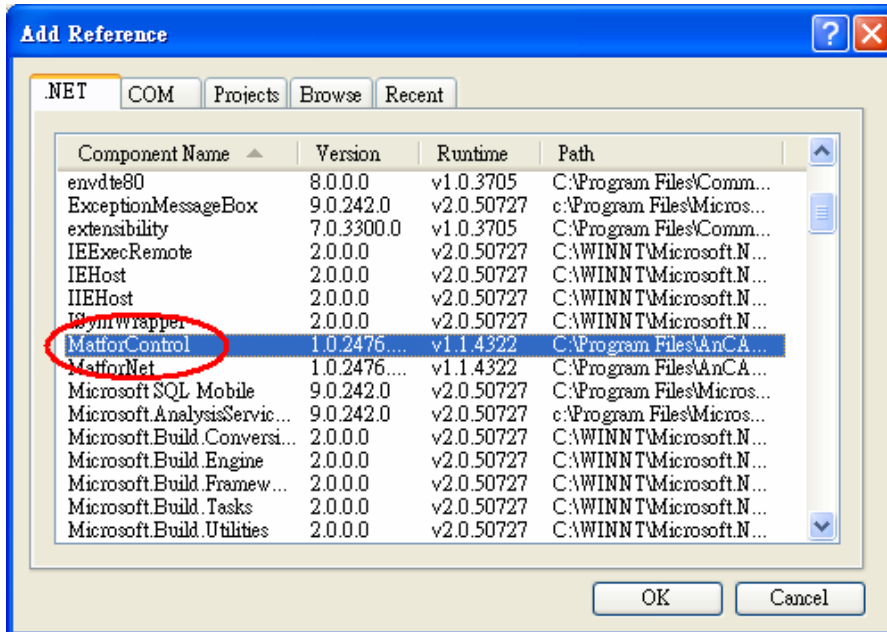 Add Reference
.NET COM Projects Browse Recent
Component Name Version Runtime Path
envdte80 8.0.0.0 v1.0.3705 C:\Program Files\Comm...
ExceptionMessageBox 9.0.242.0 v2.0.50727 c:\Program Files\Micros...
extensibility 7.0.3300.0 v1.0.3705 C:\Program Files\Comm...
IEExecRemote 2.0.0.0 v2.0.50727 C:\WINNT\Microsoft.N...
IEHost 2.0.0.0 v2.0.50727 C:\WINNT\Microsoft.N...
IIEHost 2.0.0.0 v2.0.50727 C:\WINNT\Microsoft.N...
ISymWrapper 2.0.0.0 v2.0.50727 C:\WINNT\Microsoft.N...
MatforControl 1.0.2476.... v1.1.4322 C:\Program Files\AnCA...
MatforNet 1.0.2476.... v1.1.4322 C:\Program Files\AnCA...
Microsoft SQL Mobile 9.0.242.0 v2.0.50727 C:\Program Files\Micros...
Microsoft.AnalysisServic... 9.0.242.0 v2.0.50727 c:\Program Files\Micros...
Microsoft.Build.Conversi... 2.0.0.0 v2.0.50727 C:\WINNT\Microsoft.N...
Microsoft.Build.Engine 2.0.0.0 v2.0.50727 C:\WINNT\Microsoft.N...
Microsoft.Build.Framew... 2.0.0.0 v2.0.50727 C:\WINNT\Microsoft.N...
Microsoft.Build.Tasks 2.0.0.0 v2.0.50727 C:\WINNT\Microsoft.N...
Microsoft.Build.Utilities 2.0.0.0 v2.0.50727 C:\WINNT\Microsoft.N...
OK Cancel